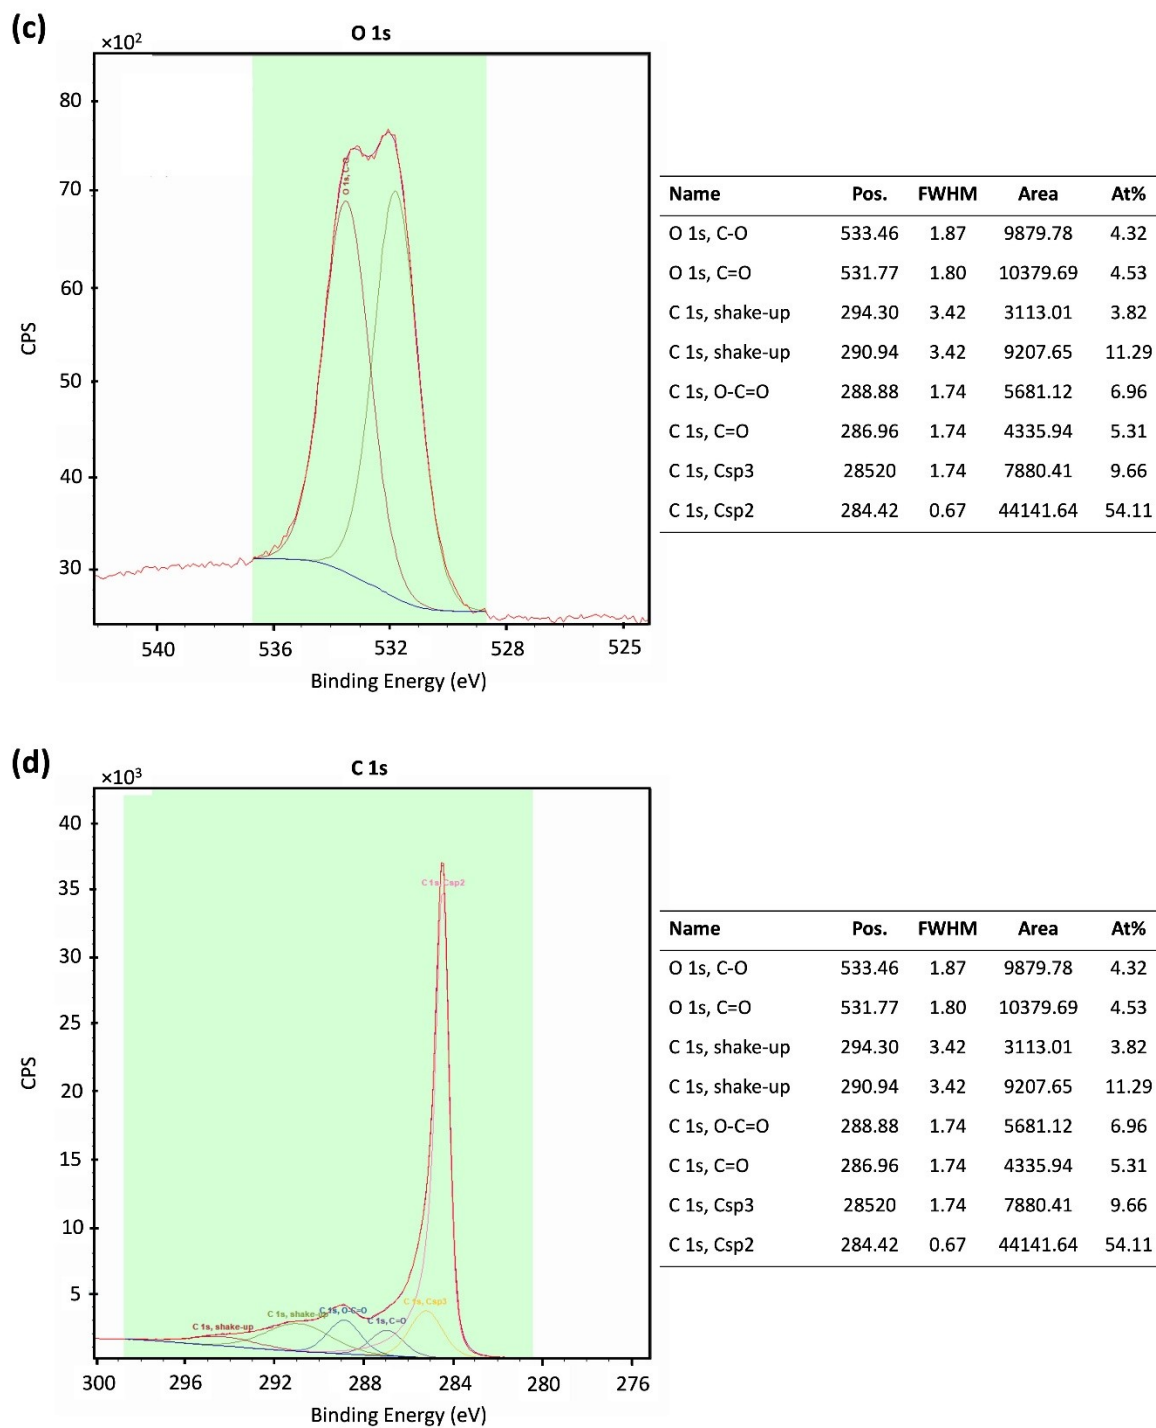 (c)
O 1s
×10²
80
70
60
50
40
30
CPS
O 1s, C-O
540 536 532 528 525
Binding Energy (eV)
Name Pos. FWHM Area At%
O 1s, C-O 533.46 1.87 9879.78 4.32
O 1s, C=O 531.77 1.80 10379.69 4.53
C 1s, shake-up 294.30 3.42 3113.01 3.82
C 1s, shake-up 290.94 3.42 9207.65 11.29
C 1s, O-C=O 288.88 1.74 5681.12 6.96
C 1s, C=O 286.96 1.74 4335.94 5.31
C 1s, Csp3 28520 1.74 7880.41 9.66
C 1s, Csp2 284.42 0.67 44141.64 54.11
(d)
C 1s
×10³
40
35
30
25
20
15
10
5
CPS
C 1s, Csp2
C 1s, shake-up
C 1s, shake-up
C 1s, O-C=O
C 1s, C=O
C 1s, Csp3
300 296 292 288 284 280 276
Binding Energy (eV)
Name Pos. FWHM Area At%
O 1s, C-O 533.46 1.87 9879.78 4.32
O 1s, C=O 531.77 1.80 10379.69 4.53
C 1s, shake-up 294.30 3.42 3113.01 3.82
C 1s, shake-up 290.94 3.42 9207.65 11.29
C 1s, O-C=O 288.88 1.74 5681.12 6.96
C 1s, C=O 286.96 1.74 4335.94 5.31
C 1s, Csp3 28520 1.74 7880.41 9.66
C 1s, Csp2 284.42 0.67 44141.64 54.11